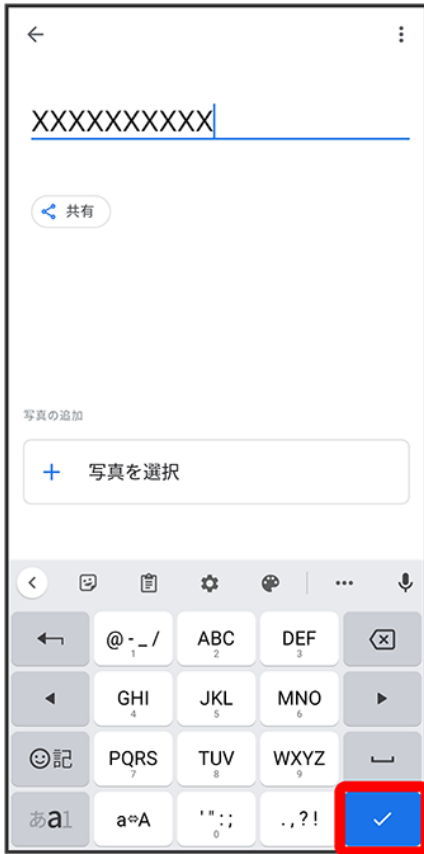 XXXXXXXXXX
共有
写真の追加
+ 写真を選択
@-_/ ABC DEF
1 2 3
GHI JKL MNO
4 5 6
☺記 PQRS TUV WXYZ
7 8 9
あa1 a⇔A '":; .,?!
0